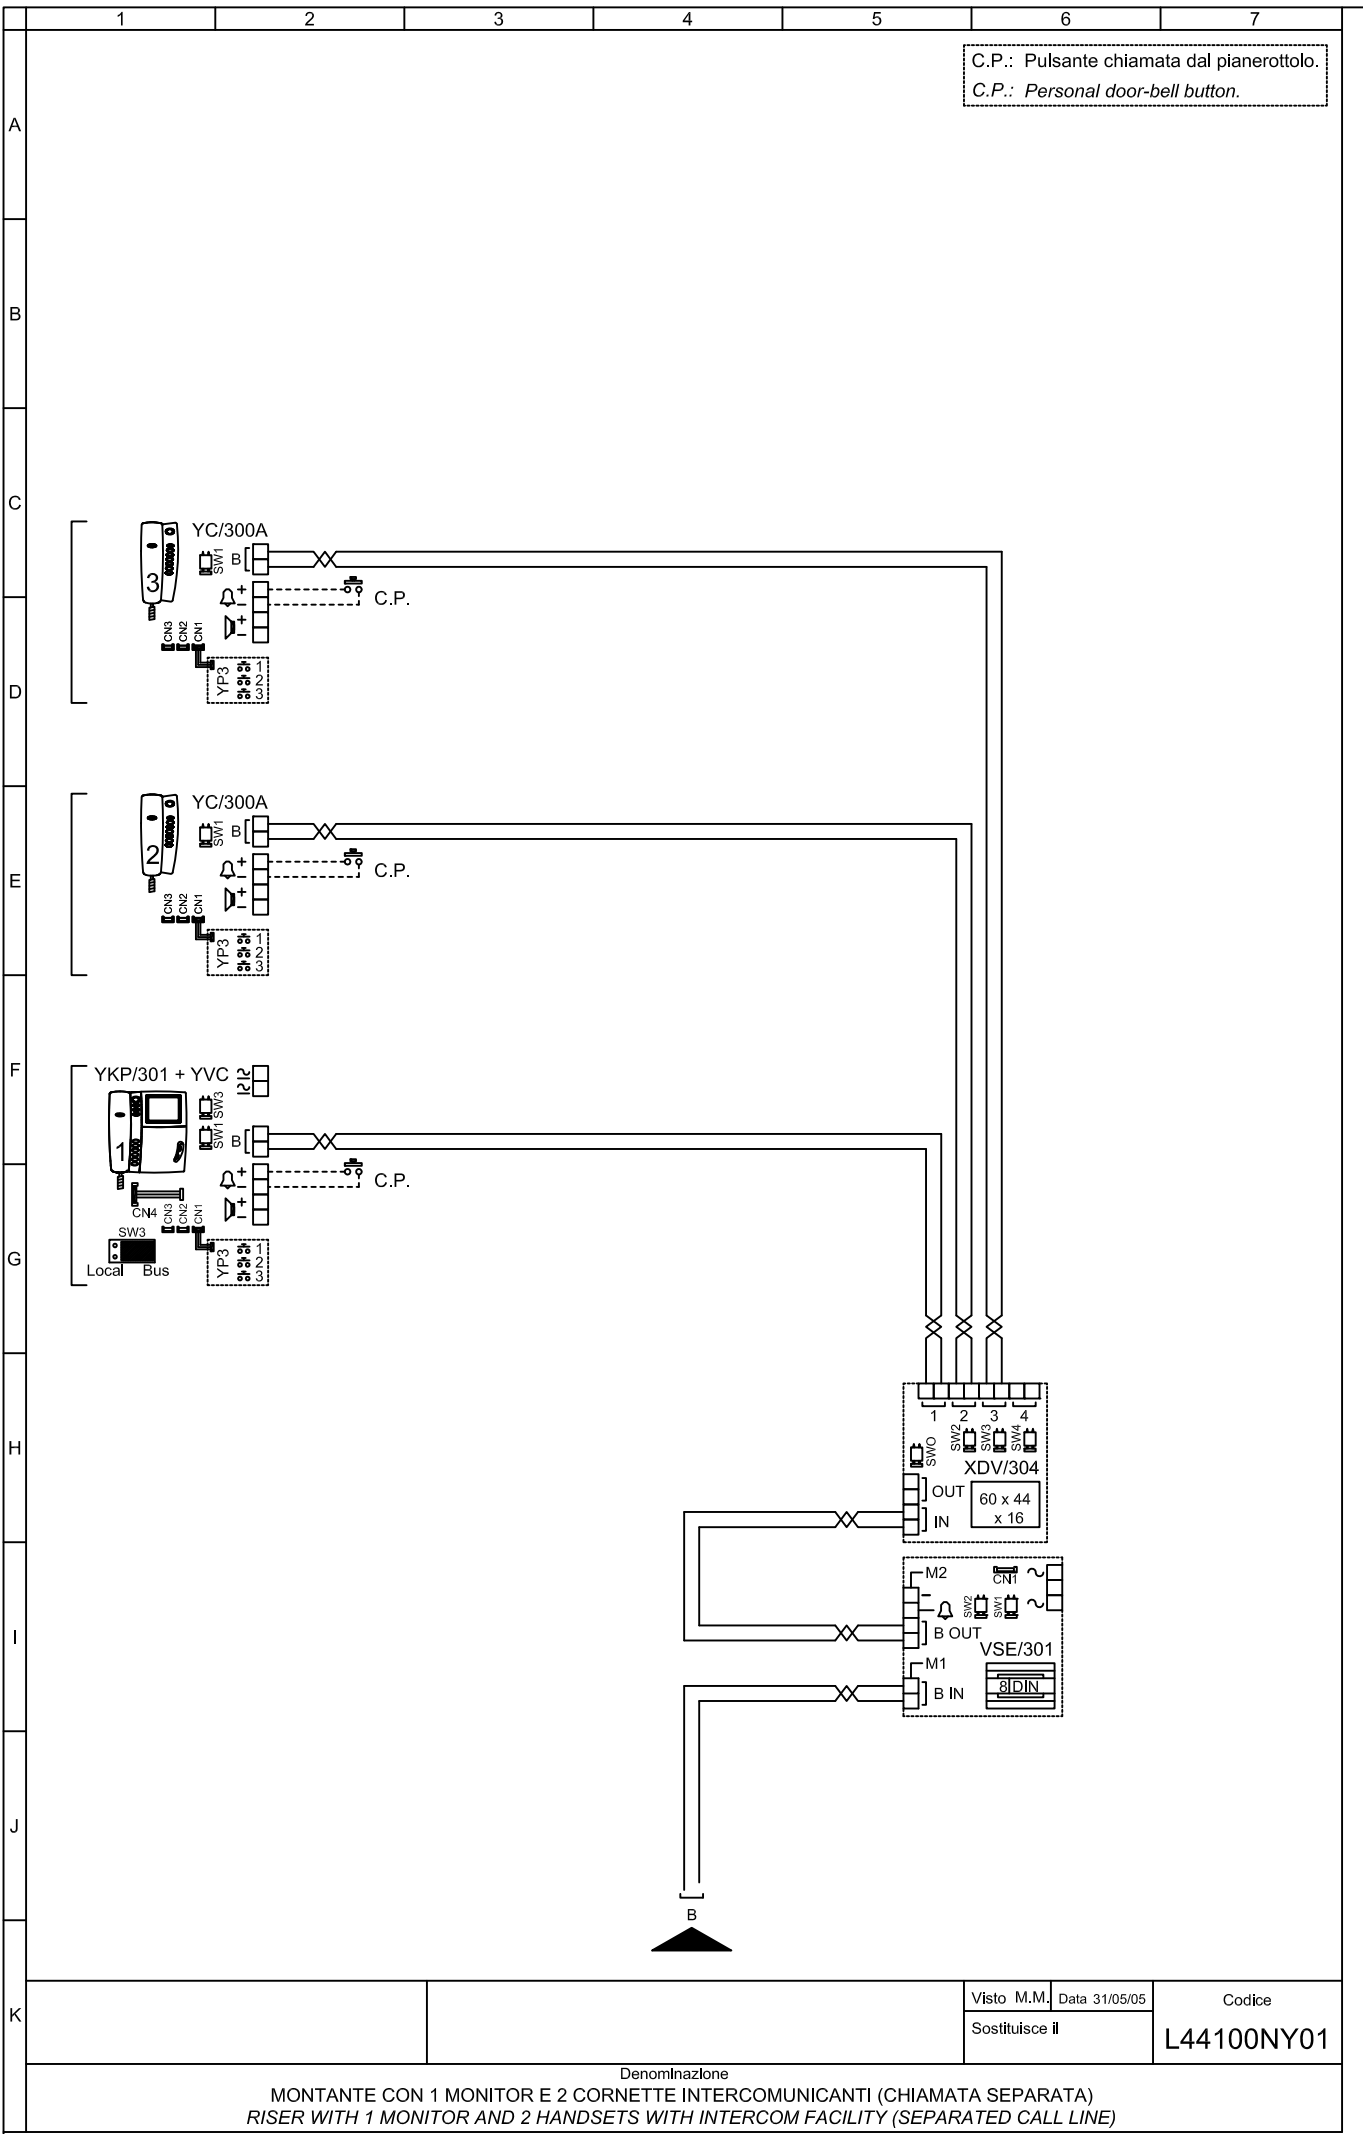 1 2 3 4 5 6 7
C.P.: Pulsante chiamata dal pianerottolo.
C.P.: Personal door-bell button.
A
B
C
D
E
F
G
H
I
J
K
YC/300A
3
SW1
B
+
−
C.P.
+
−
CN3
CN2
CN1
YP3
1
2
3
YC/300A
2
SW1
B
+
−
C.P.
+
−
CN3
CN2
CN1
YP3
1
2
3
YKP/301 + YVC
1
SW3
SW1
B
+
−
C.P.
+
−
CN4
CN3
CN2
CN1
SW3
Local Bus
YP3
1
2
3
1 2 3 4
SWO
SW2
SW3
SW4
XDV/304
OUT
IN
60 x 44
x 16
M2
CN1
~
−
SW2
SW1
~
B OUT
VSE/301
M1
B IN
8 DIN
B
Visto M.M.
Data 31/05/05
Codice
Sostituisce il
L44100NY01
Denominazione
MONTANTE CON 1 MONITOR E 2 CORNETTE INTERCOMUNICANTI (CHIAMATA SEPARATA)
RISER WITH 1 MONITOR AND 2 HANDSETS WITH INTERCOM FACILITY (SEPARATED CALL LINE)